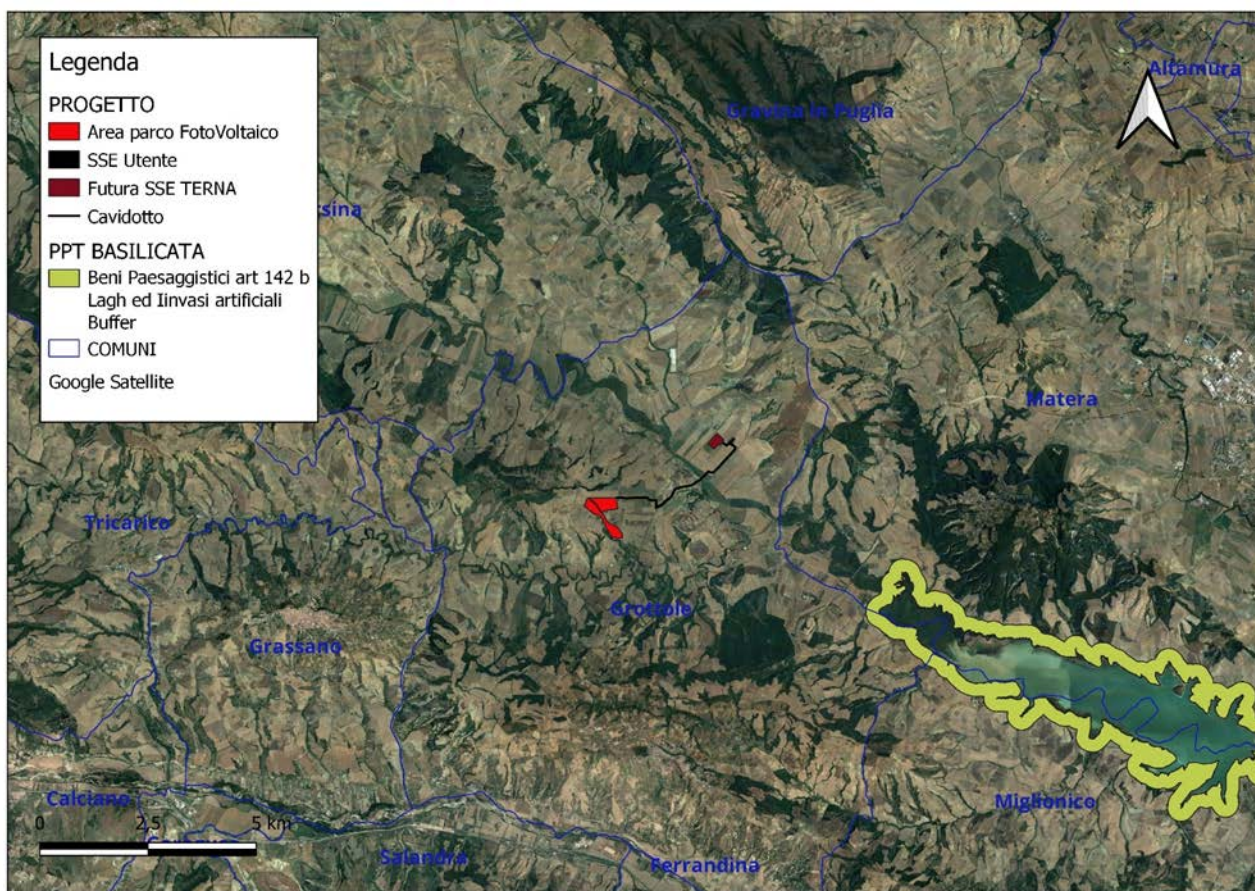 Legenda
PROGETTO
Area parco FotoVoltaico
SSE Utente
Futura SSE TERNA
Cavidotto
PPT BASILICATA
Beni Paesaggistici art 142 b
Lagh ed Iinvasi artificiali
Buffer
COMUNI
Google Satellite
Altamura
Gravina in Puglia
rsina
Matera
Tricarico
Grottole
Grassano
Calciano
Miglionico
0 2,5 5 km
Salandra
Ferrandina